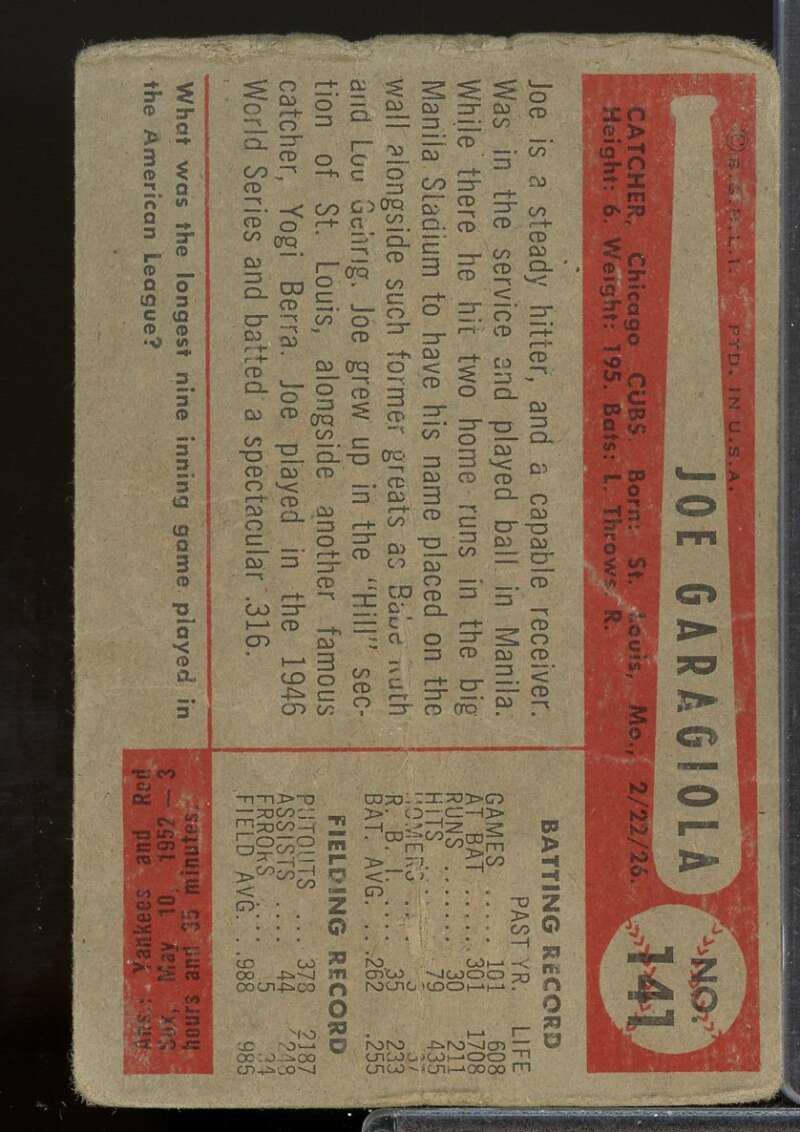 © B.G.H.L.I. PTD. IN U.S.A.
JOE GARAGIOLA
NO.
141
CATCHER, Chicago CUBS Born: St. Louis, Mo., 2/22/26.
Height: 6. Weight: 195. Bats: L. Throws R.
Joe is a steady hitter, and a capable receiver.
Was in the service and played ball in Manila.
While there he hit two home runs in the big
Manila Stadium to have his name placed on the
wall alongside such former greats as Babe Ruth
and Lou Gehrig. Joe grew up in the "Hill" sec-
tion of St. Louis, alongside another famous
catcher, Yogi Berra. Joe played in the 1946
World Series and batted a spectacular .316.
BATTING RECORD
PAST YR. LIFE
GAMES ...... 101 608
AT BAT ....... 301 1708
RUNS
HITS ........ 79 435
HOMERS
R. B. I.
BAT. AVG. .. .262 .255
FIELDING RECORD
PUTOUTS ... 378 2187
ASSISTS .... 44
ERRORS
FIELD AVG. . .988 .985
What was the longest nine inning game played in
the American League?
Ans.: Yankees and Red
Sox, May 10, 1952 — 3
hours and 35 minutes.